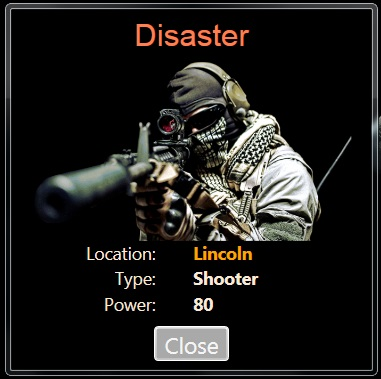 Disaster
Location: Lincoln
Type: Shooter
Power: 80
Close